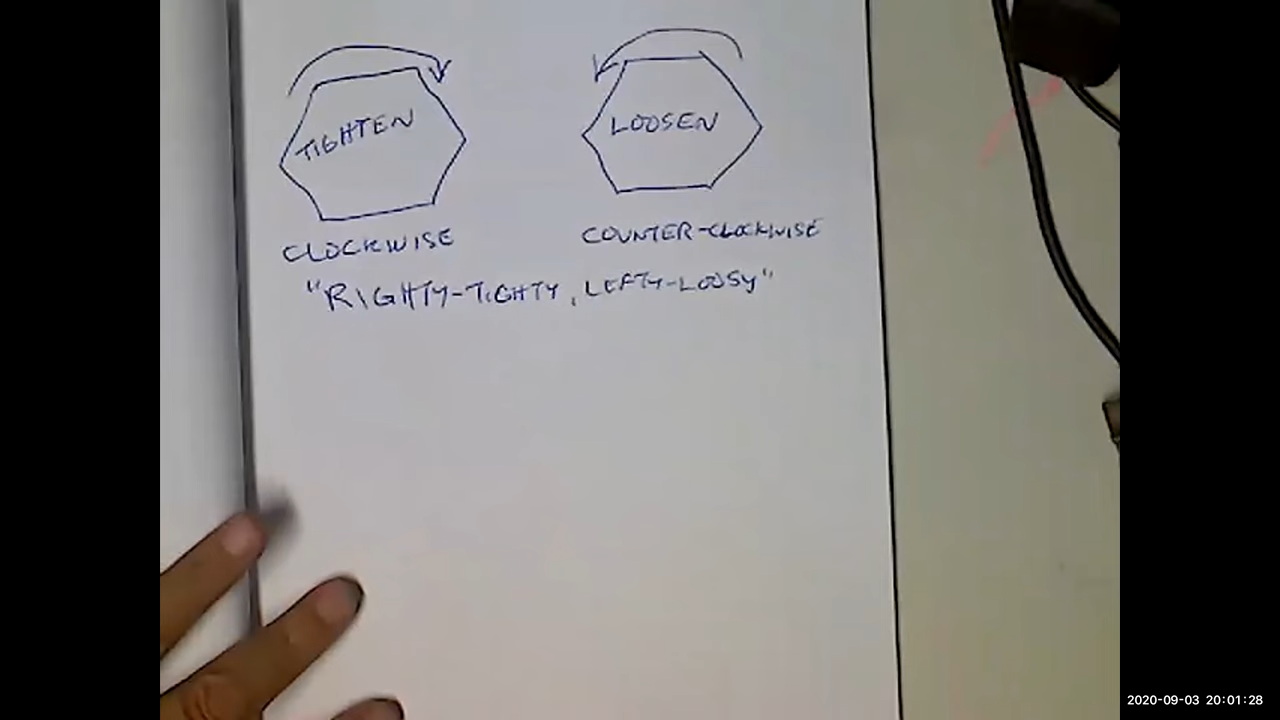 TIGHTEN
LOOSEN
CLOCKWISE
COUNTER-CLOCKWISE
"RIGHTY-TIGHTY, LEFTY-LOOSY"
2020-09-03 20:01:28